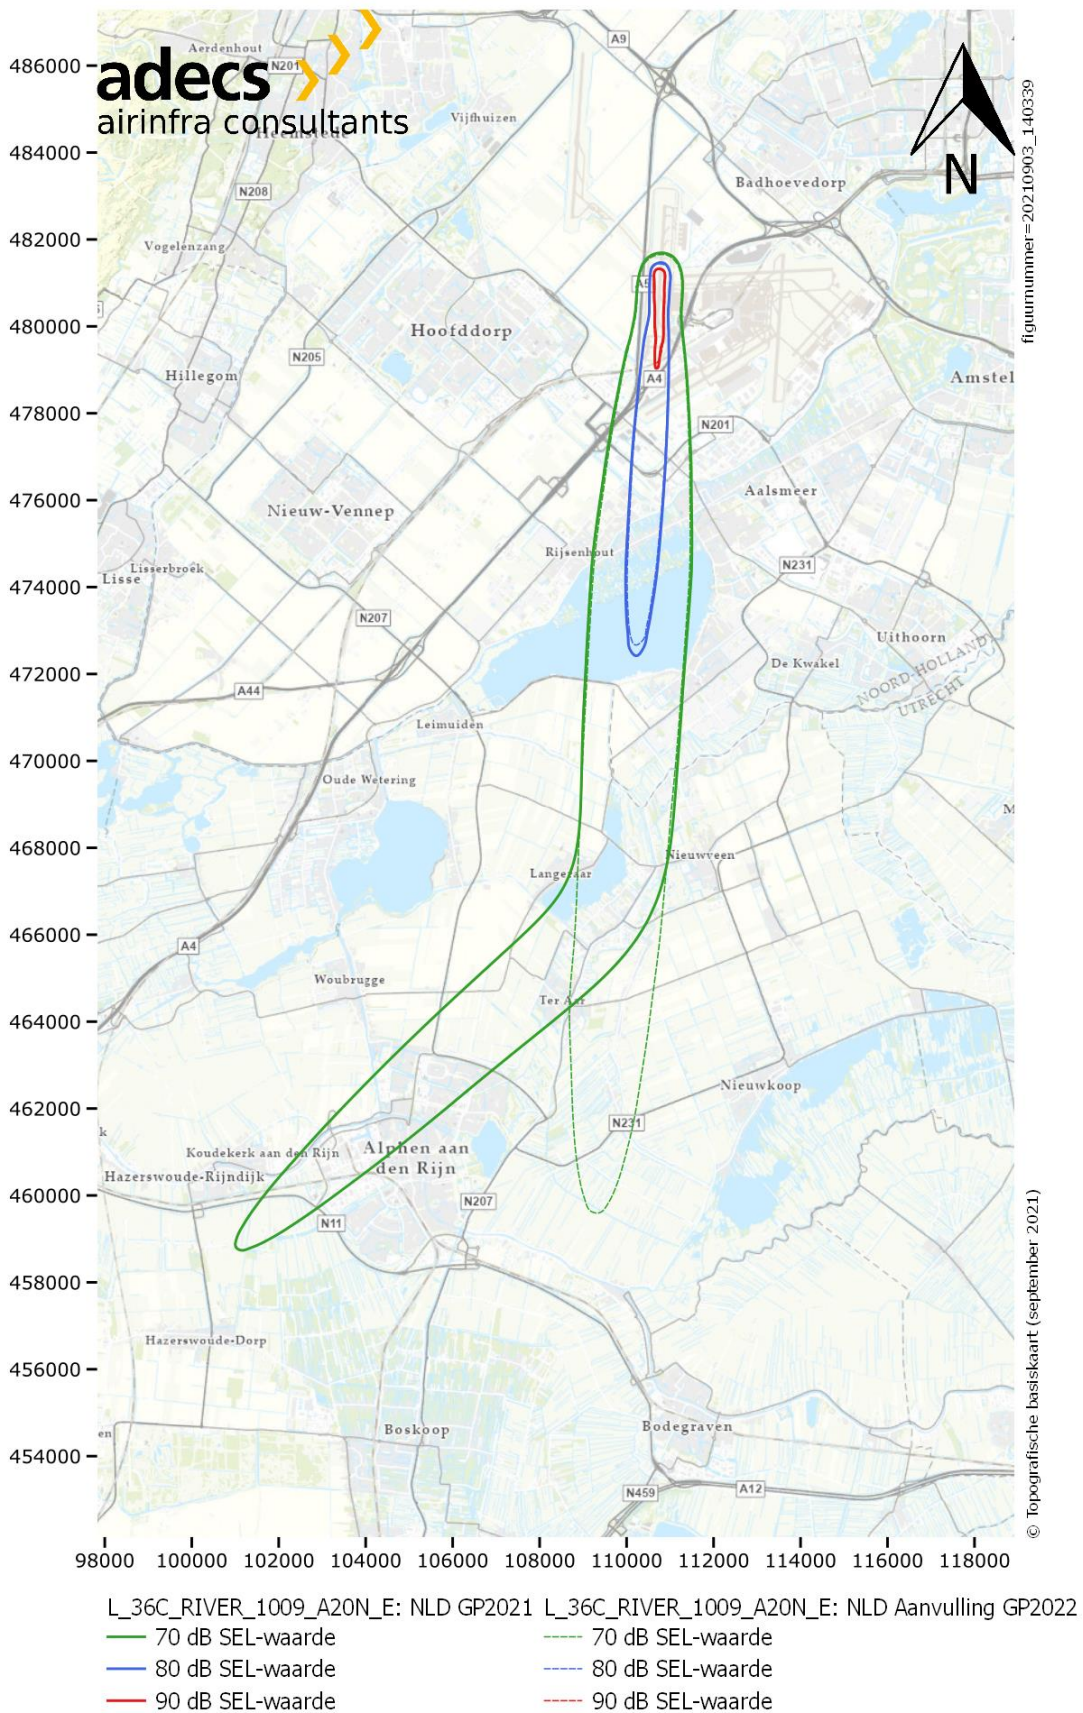 adecs
airinfra consultants
N
figuurnummer=20210903_140339
© Topografische basiskaart (september 2021)
486000
484000
482000
480000
478000
476000
474000
472000
470000
468000
466000
464000
462000
460000
458000
456000
454000
Aerdenhout
N201
A9
Heemstede
Vijfhuizen
N208
Badhoevedorp
Vogelenzang
A5
Hoofddorp
N205
Hillegom
A4
Amstel
N201
Aalsmeer
Nieuw-Vennep
Rijsenhout
Lisserbroek
Lisse
N231
N207
Uithoorn
De Kwakel
NOORD-HOLLAND
UTRECHT
A44
Leimuiden
Oude Wetering
M
Nieuwveen
Langeraar
A4
Woubrugge
Ter Aar
Nieuwkoop
N231
k
Koudekerk aan den Rijn
Alphen aan
den Rijn
Hazerswoude-Rijndijk
N207
N11
Hazerswoude-Dorp
Boskoop
Bodegraven
en
N459
A12
98000 100000 102000 104000 106000 108000 110000 112000 114000 116000 118000
L_36C_RIVER_1009_A20N_E: NLD GP2021 L_36C_RIVER_1009_A20N_E: NLD Aanvulling GP2022
70 dB SEL-waarde 70 dB SEL-waarde
80 dB SEL-waarde 80 dB SEL-waarde
90 dB SEL-waarde 90 dB SEL-waarde